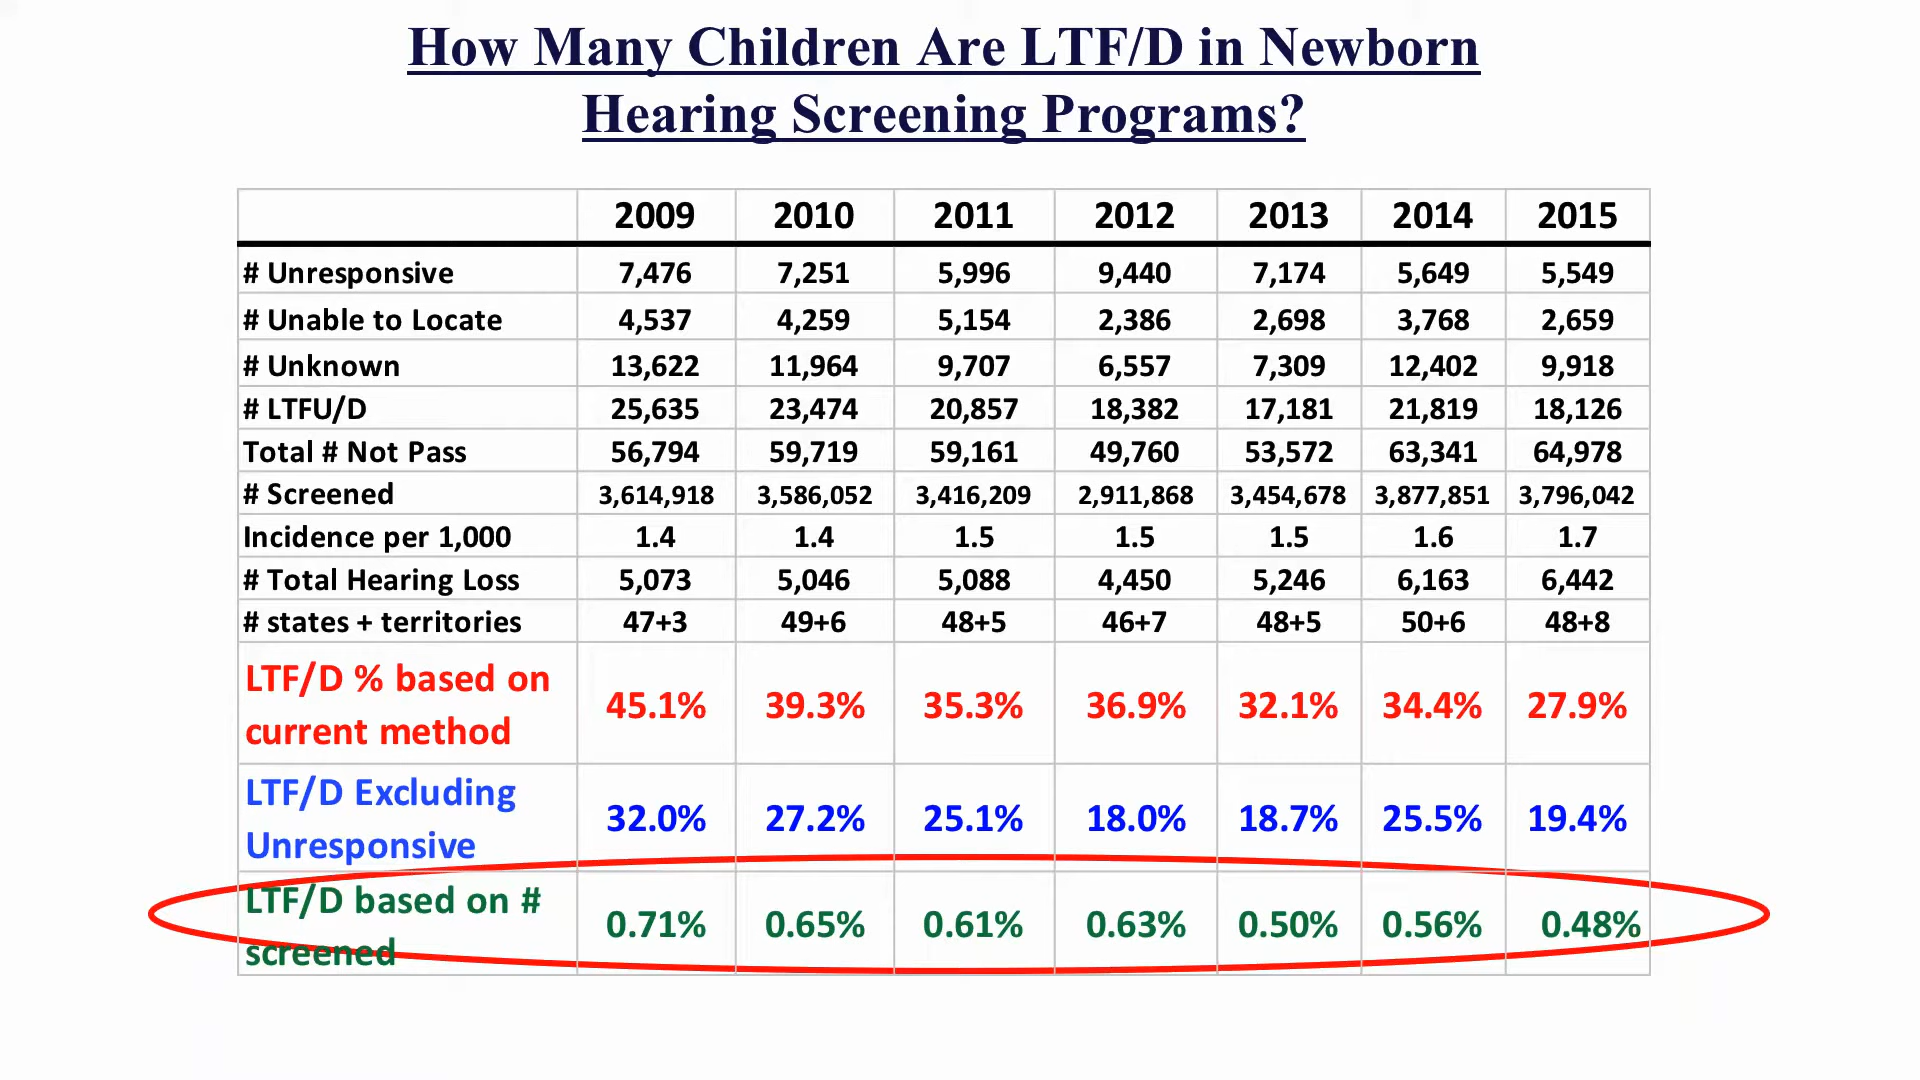 How Many Children Are LTF/D in Newborn
Hearing Screening Programs?
2009 2010 2011 2012 2013 2014 2015
# Unresponsive 7,476 7,251 5,996 9,440 7,174 5,649 5,549
# Unable to Locate 4,537 4,259 5,154 2,386 2,698 3,768 2,659
# Unknown 13,622 11,964 9,707 6,557 7,309 12,402 9,918
# LTFU/D 25,635 23,474 20,857 18,382 17,181 21,819 18,126
Total # Not Pass 56,794 59,719 59,161 49,760 53,572 63,341 64,978
# Screened 3,614,918 3,586,052 3,416,209 2,911,868 3,454,678 3,877,851 3,796,042
Incidence per 1,000 1.4 1.4 1.5 1.5 1.5 1.6 1.7
# Total Hearing Loss 5,073 5,046 5,088 4,450 5,246 6,163 6,442
# states + territories 47+3 49+6 48+5 46+7 48+5 50+6 48+8
LTF/D % based on
current method 45.1% 39.3% 35.3% 36.9% 32.1% 34.4% 27.9%
LTF/D Excluding
Unresponsive 32.0% 27.2% 25.1% 18.0% 18.7% 25.5% 19.4%
LTF/D based on #
screened 0.71% 0.65% 0.61% 0.63% 0.50% 0.56% 0.48%